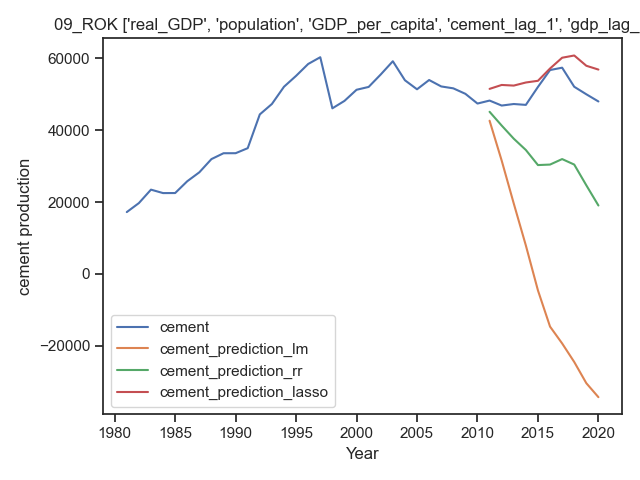 09_ROK ['real_GDP', 'population', 'GDP_per_capita', 'cement_lag_1', 'gdp_lag_
60000
40000
20000
0
−20000
cement production
cement
cement_prediction_lm
cement_prediction_rr
cement_prediction_lasso
1980 1985 1990 1995 2000 2005 2010 2015 2020
Year